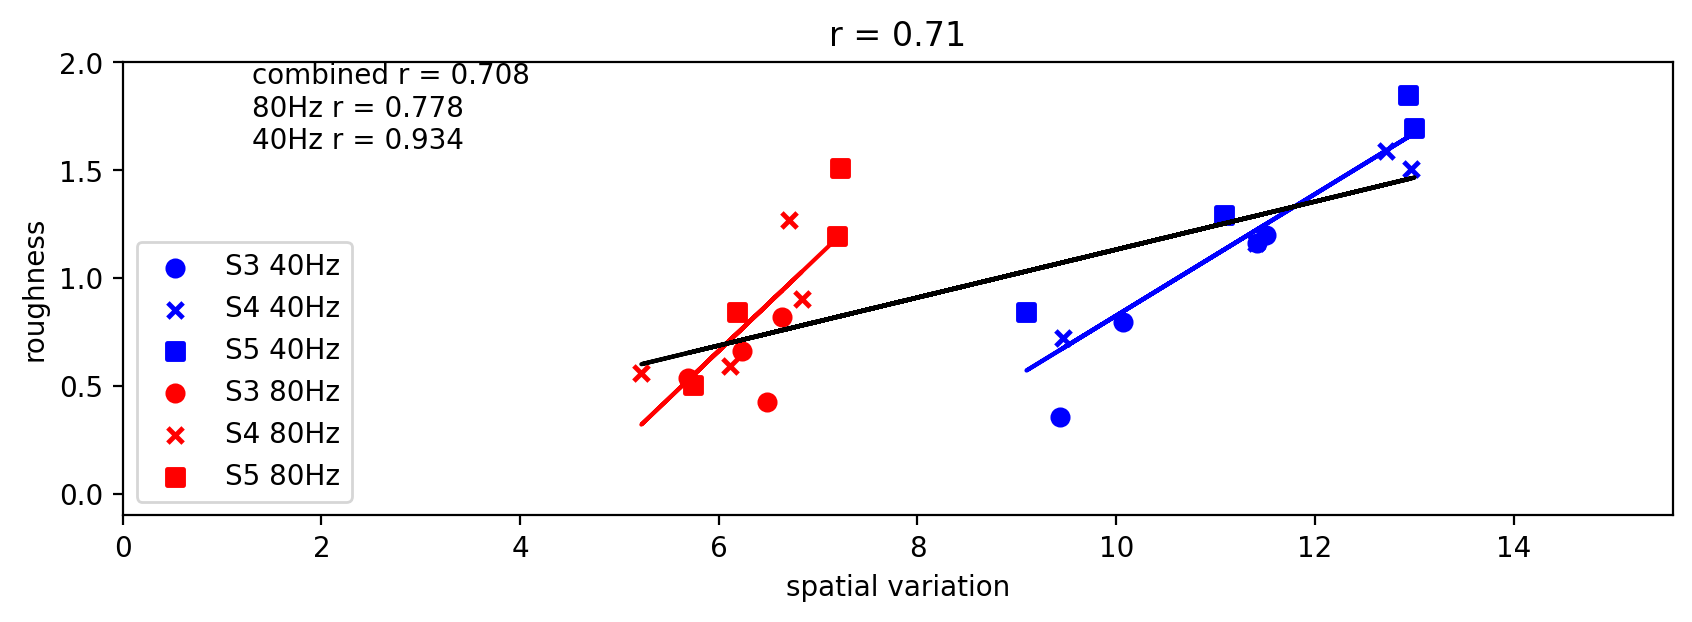 r = 0.71
combined r = 0.708
80Hz r = 0.778
40Hz r = 0.934
roughness
2.0
1.5
1.0
0.5
0.0
S3 40Hz
S4 40Hz
S5 40Hz
S3 80Hz
S4 80Hz
S5 80Hz
0 2 4 6 8 10 12 14
spatial variation